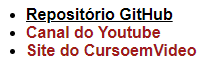 Repositório GitHub
Canal do Youtube
Site do CursoemVideo